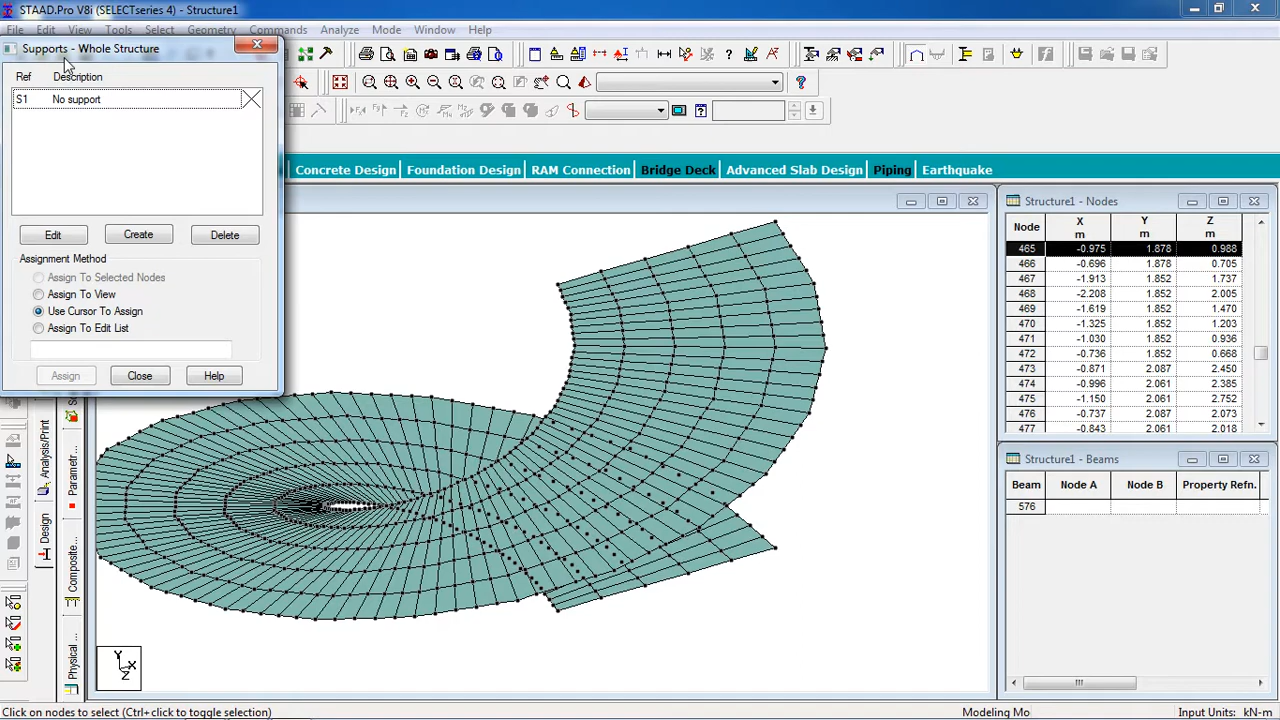 STAAD.Pro V8i (SELECTseries 4) - Structure1
File Edit View Tools Select Geometry Commands Analyze Mode Window Help
Supports - Whole Structure
Ref Description
S1 No support
Edit Create Delete
Assignment Method
Assign To Selected Nodes
Assign To View
Use Cursor To Assign
Assign To Edit List
Assign Close Help
Concrete Design Foundation Design RAM Connection Bridge Deck Advanced Slab Design Piping Earthquake
Analysis/Print
Design
Parametr...
Composite...
Physical ...
Y
X
Z
Structure1 - Nodes
Node X m Y m Z m
465 -0.975 1.878 0.988
466 -0.696 1.878 0.705
467 -1.913 1.852 1.737
468 -2.208 1.852 2.005
469 -1.619 1.852 1.470
470 -1.325 1.852 1.203
471 -1.030 1.852 0.936
472 -0.736 1.852 0.668
473 -0.871 2.061 2.450
474 -0.996 2.061 2.385
475 -1.150 2.061 2.752
476 -0.737 2.087 2.073
477 -0.843 2.061 2.018
Structure1 - Beams
Beam Node A Node B Property Refn.
576
Click on nodes to select (Ctrl+click to toggle selection)
Modeling Mo
Input Units: kN-m